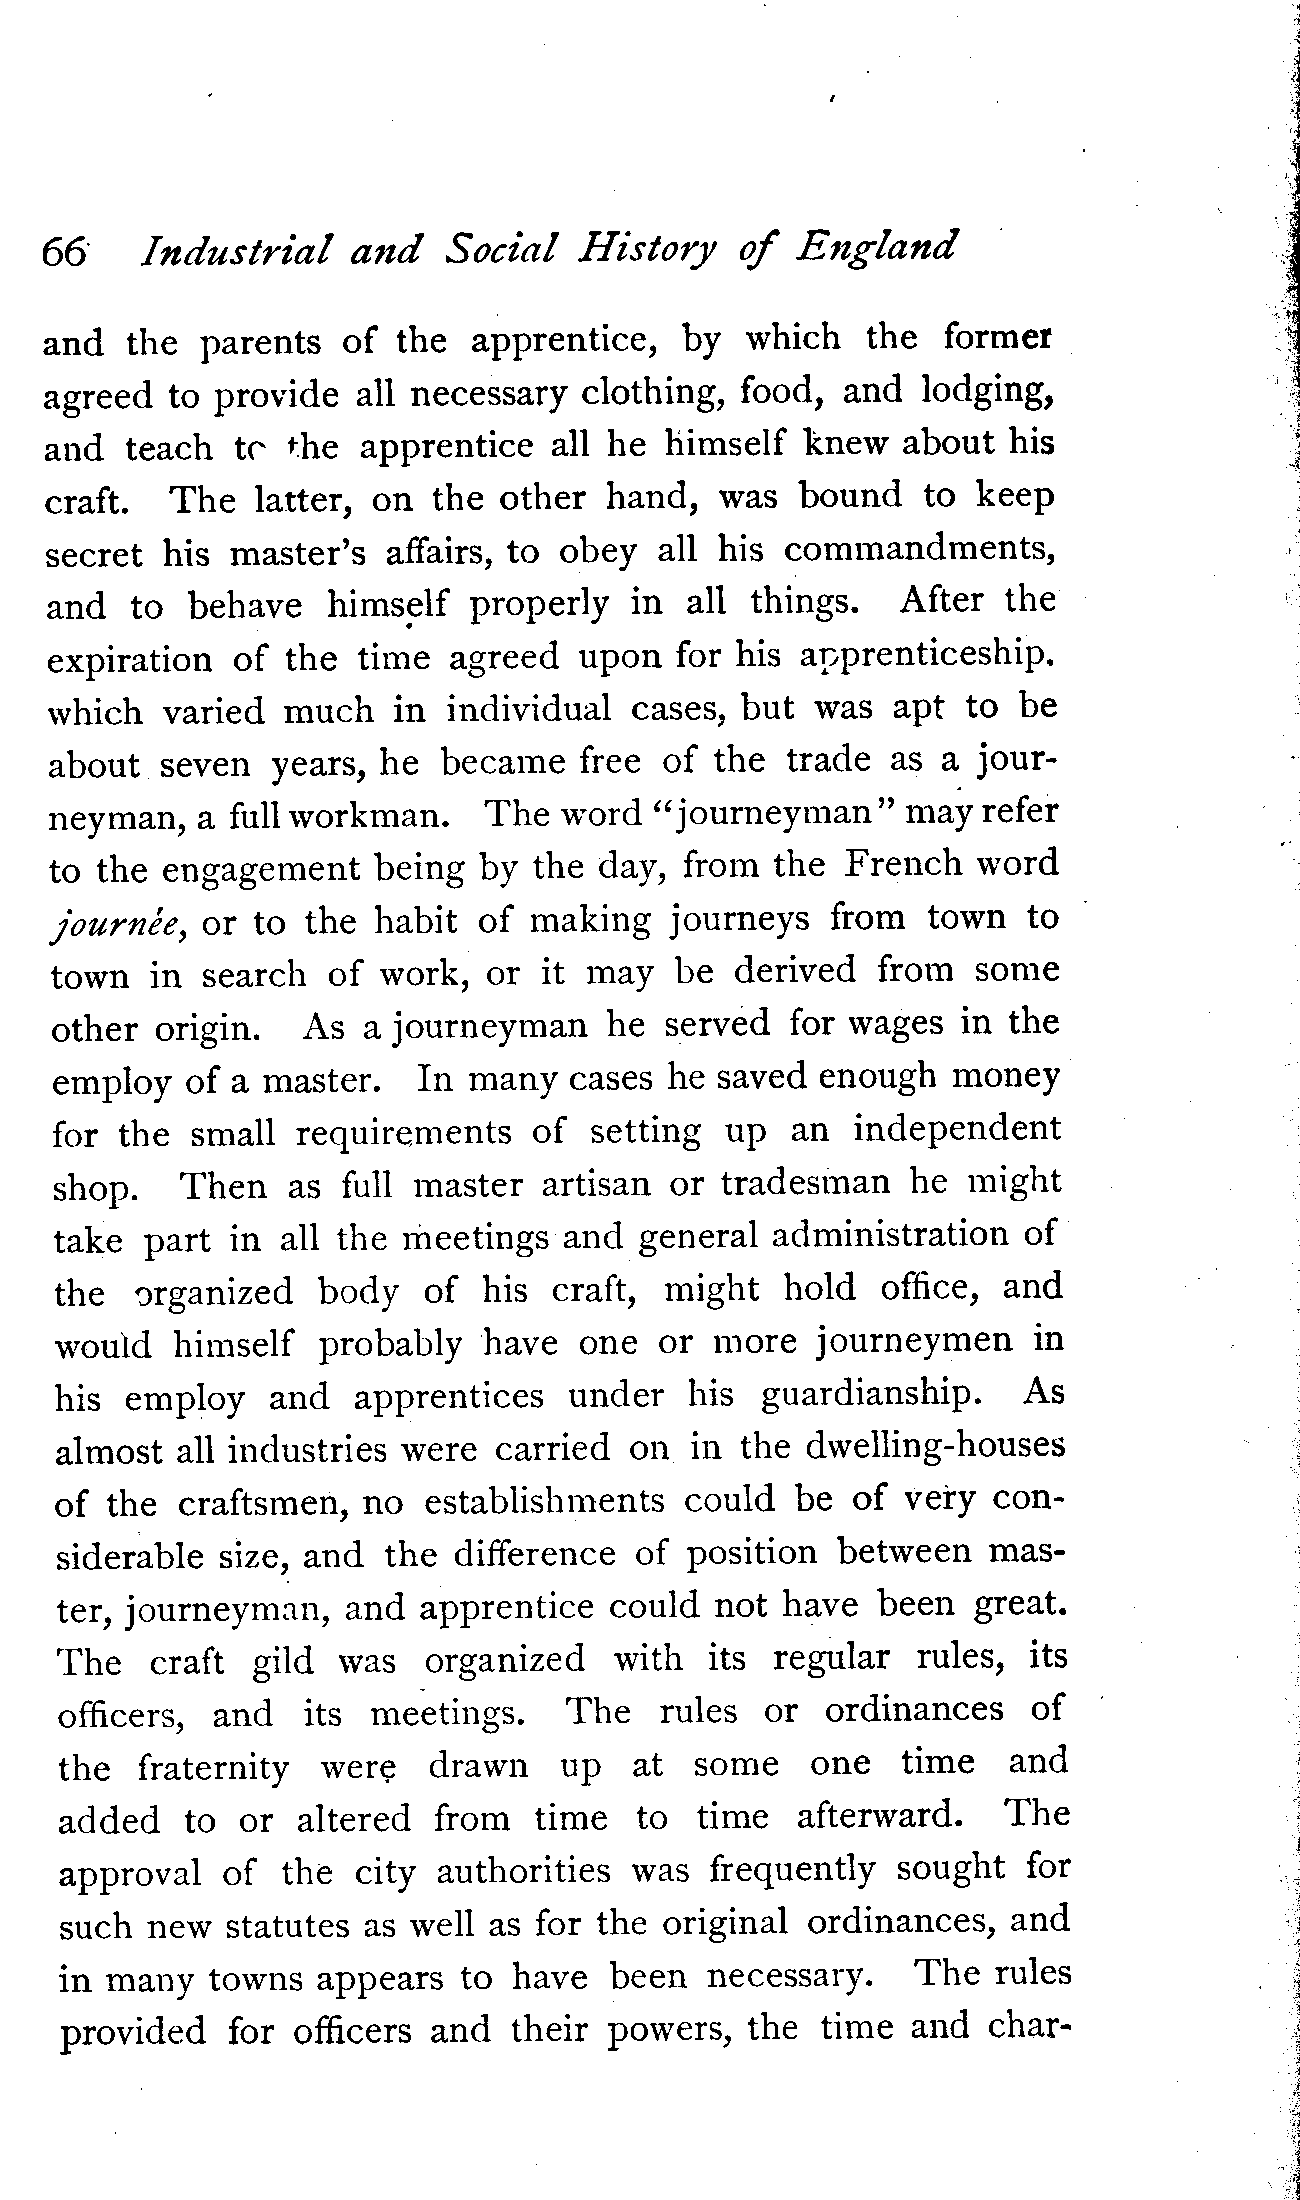 66 Industrial and Social History of England
and the parents of the apprentice, by which the former
agreed to provide all necessary clothing, food, and lodging,
and teach to the apprentice all he himself knew about his
craft. The latter, on the other hand, was bound to keep
secret his master's affairs, to obey all his commandments,
and to behave himself properly in all things. After the
expiration of the time agreed upon for his apprenticeship.
which varied much in individual cases, but was apt to be
about seven years, he became free of the trade as a jour-
neyman, a full workman. The word "journeyman" may refer
to the engagement being by the day, from the French word
journèe, or to the habit of making journeys from town to
town in search of work, or it may be derived from some
other origin. As a journeyman he served for wages in the
employ of a master. In many cases he saved enough money
for the small requirements of setting up an independent
shop. Then as full master artisan or tradesman he might
take part in all the meetings and general administration of
the organized body of his craft, might hold office, and
would himself probably have one or more journeymen in
his employ and apprentices under his guardianship. As
almost all industries were carried on in the dwelling-houses
of the craftsmen, no establishments could be of very con-
siderable size, and the difference of position between mas-
ter, journeyman, and apprentice could not have been great.
The craft gild was organized with its regular rules, its
officers, and its meetings. The rules or ordinances of
the fraternity were drawn up at some one time and
added to or altered from time to time afterward. The
approval of the city authorities was frequently sought for
such new statutes as well as for the original ordinances, and
in many towns appears to have been necessary. The rules
provided for officers and their powers, the time and char-